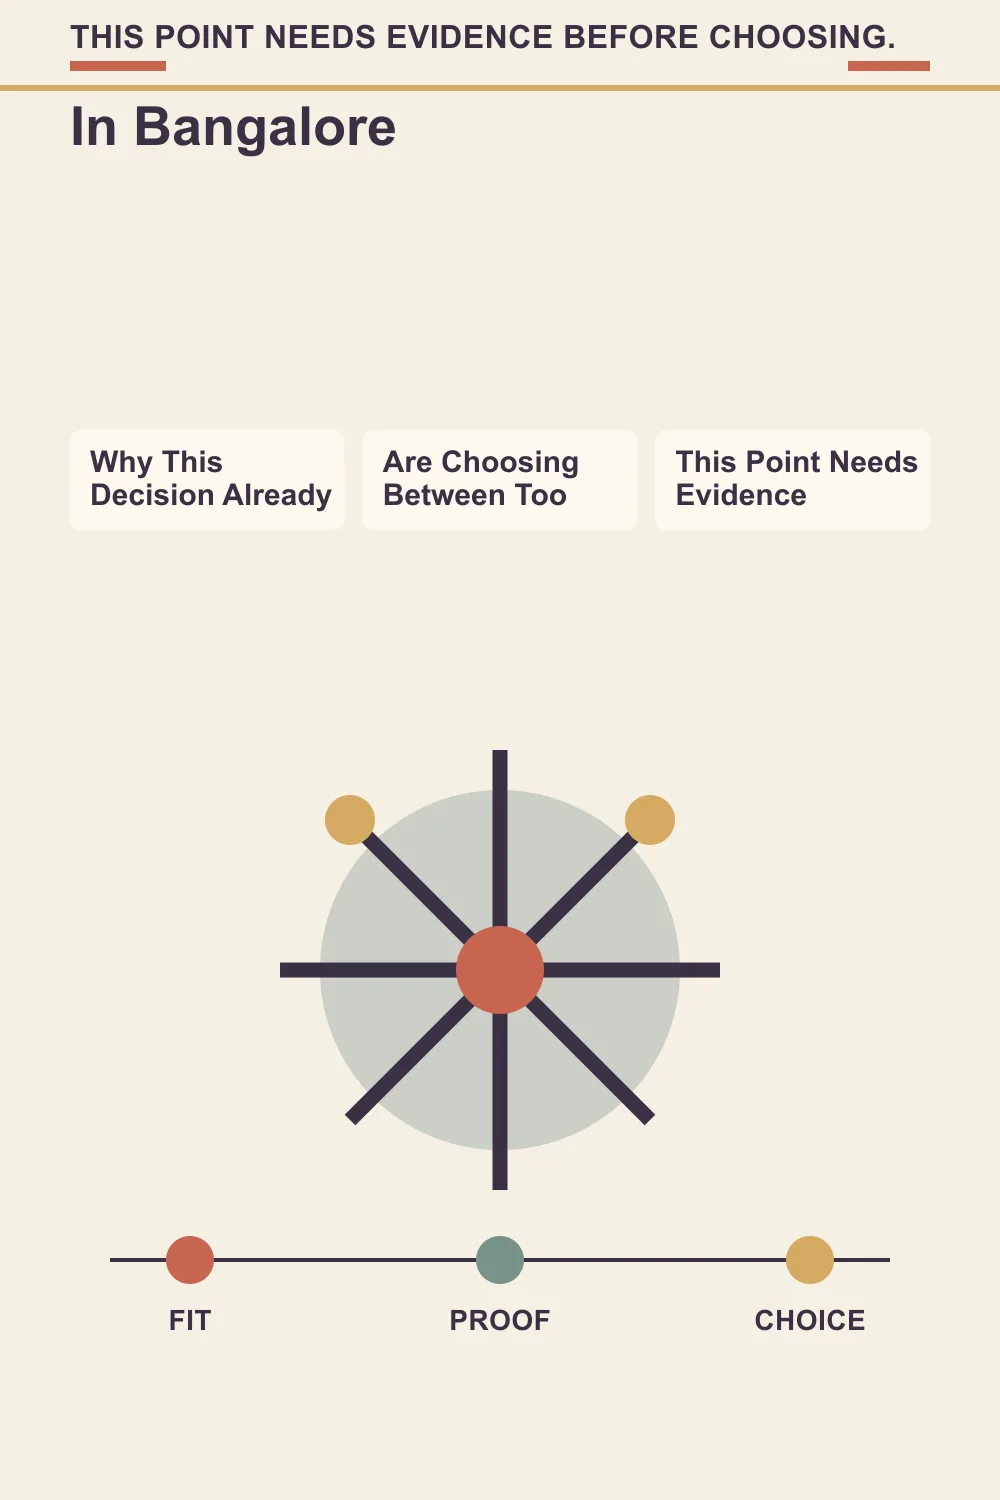 THIS POINT NEEDS EVIDENCE BEFORE CHOOSING.
In Bangalore
Why This
Decision Already
Are Choosing
Between Too
This Point Needs
Evidence
FIT
PROOF
CHOICE